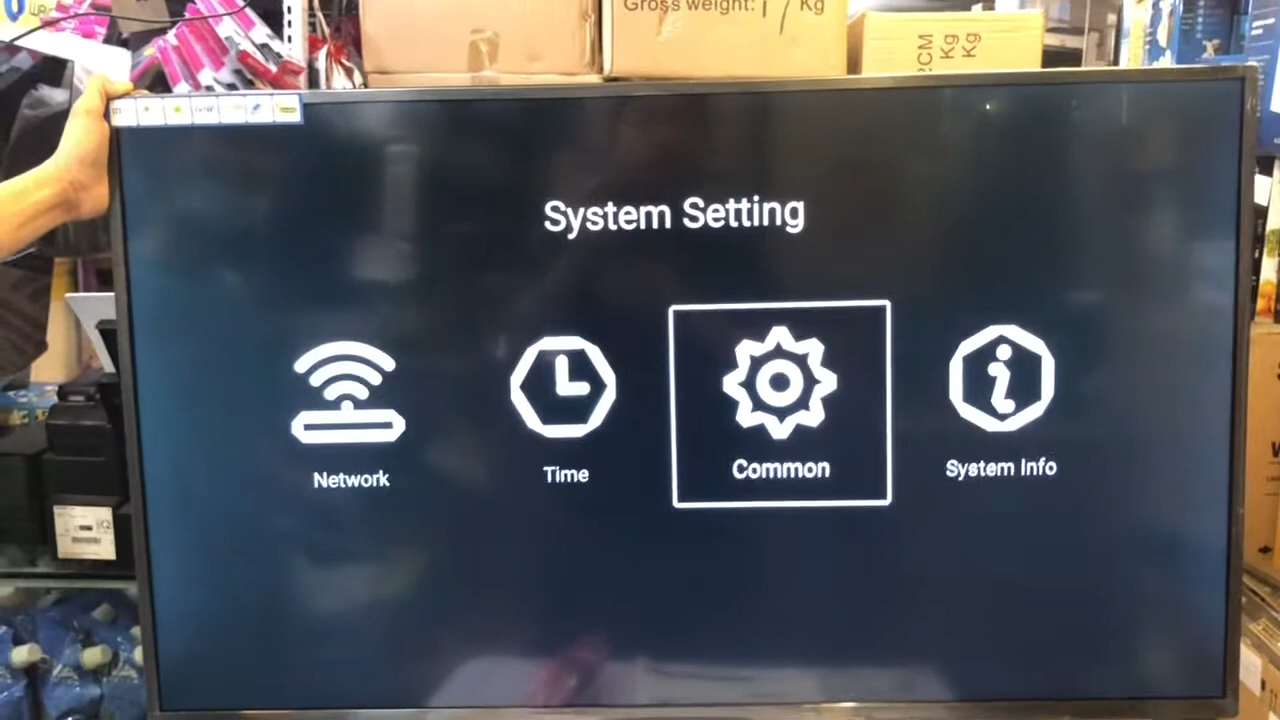 Gross weight: 17 Kg
CM
Kg
Kg
System Setting
Network
Time
Common
System Info